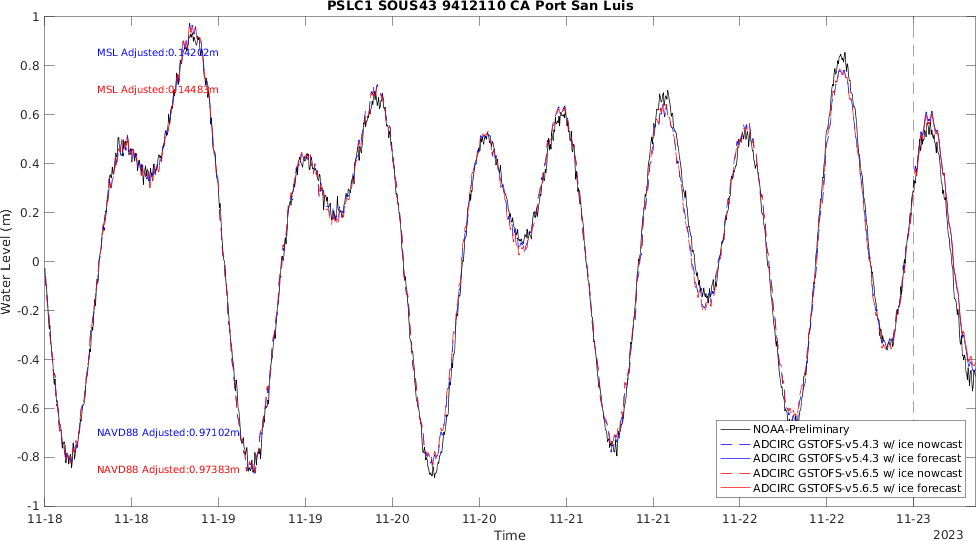 PSLC1 SOUS43 9412110 CA Port San Luis
1
0.8
0.6
0.4
0.2
0
-0.2
-0.4
-0.6
-0.8
-1
Water Level (m)
MSL Adjusted:0.14202m
MSL Adjusted:0.14483m
NAVD88 Adjusted:0.97102m
NAVD88 Adjusted:0.97383m
NOAA-Preliminary
ADCIRC GSTOFS-v5.4.3 w/ ice nowcast
ADCIRC GSTOFS-v5.4.3 w/ ice forecast
ADCIRC GSTOFS-v5.6.5 w/ ice nowcast
ADCIRC GSTOFS-v5.6.5 w/ ice forecast
11-18 11-18 11-19 11-19 11-20 11-20 11-21 11-21 11-22 11-22 11-23
Time
2023